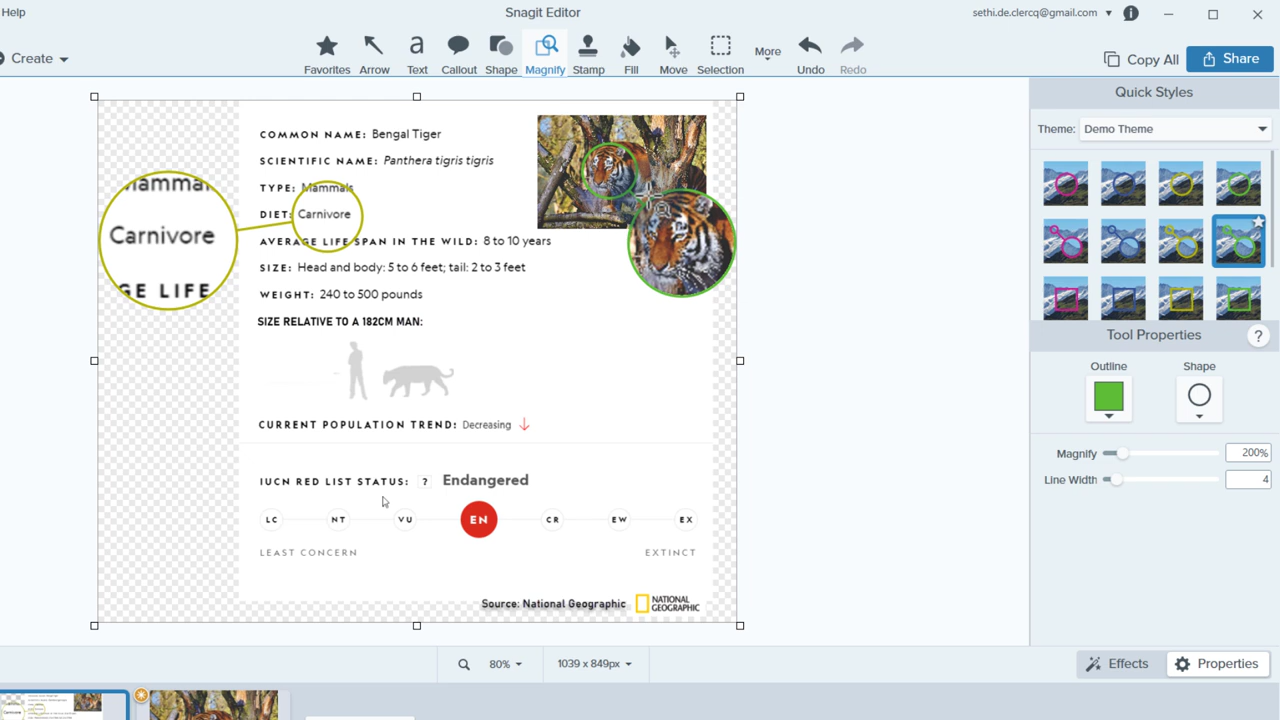 Help
Snagit Editor
sethi.de.clercq@gmail.com
Create
Favorites Arrow Text Callout Shape Magnify Stamp Fill Move Selection More Undo Redo
Copy All
Share
Quick Styles
Theme: Demo Theme
COMMON NAME: Bengal Tiger
SCIENTIFIC NAME: Panthera tigris tigris
TYPE: Mammals
DIET: Carnivore
AVERAGE LIFE SPAN IN THE WILD: 8 to 10 years
SIZE: Head and body: 5 to 6 feet; tail: 2 to 3 feet
WEIGHT: 240 to 500 pounds
SIZE RELATIVE TO A 182CM MAN:
CURRENT POPULATION TREND: Decreasing
IUCN RED LIST STATUS: ? Endangered
LC NT VU EN CR EW EX
LEAST CONCERN EXTINCT
Source: National Geographic
NATIONAL
GEOGRAPHIC
Mammal
Carnivore
GE LIFE
Tool Properties
?
Outline Shape
Magnify 200%
Line Width 4
80%
1039 x 849px
Effects
Properties